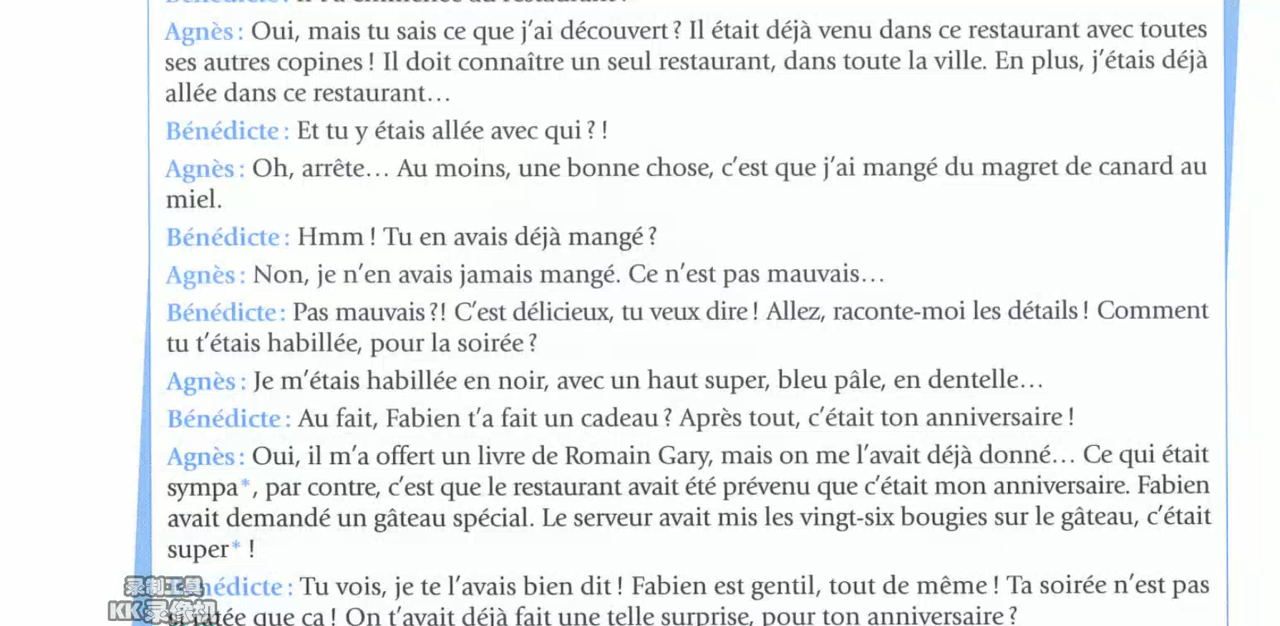 Agnès : Oui, mais tu sais ce que j'ai découvert ? Il était déjà venu dans ce restaurant avec toutes
ses autres copines ! Il doit connaître un seul restaurant, dans toute la ville. En plus, j'étais déjà
allée dans ce restaurant…
Bénédicte : Et tu y étais allée avec qui ? !
Agnès : Oh, arrête… Au moins, une bonne chose, c'est que j'ai mangé du magret de canard au
miel.
Bénédicte : Hmm ! Tu en avais déjà mangé ?
Agnès : Non, je n'en avais jamais mangé. Ce n'est pas mauvais…
Bénédicte : Pas mauvais ?! C'est délicieux, tu veux dire ! Allez, raconte-moi les détails ! Comment
tu t'étais habillée, pour la soirée ?
Agnès : Je m'étais habillée en noir, avec un haut super, bleu pâle, en dentelle…
Bénédicte : Au fait, Fabien t'a fait un cadeau ? Après tout, c'était ton anniversaire !
Agnès : Oui, il m'a offert un livre de Romain Gary, mais on me l'avait déjà donné… Ce qui était
sympa*, par contre, c'est que le restaurant avait été prévenu que c'était mon anniversaire. Fabien
avait demandé un gâteau spécial. Le serveur avait mis les vingt-six bougies sur le gâteau, c'était
super* !
nédicte : Tu vois, je te l'avais bien dit ! Fabien est gentil, tout de même ! Ta soirée n'est pas
que ça ! On t'avait déjà fait une telle surprise, pour ton anniversaire ?
录制工具
KK录像机